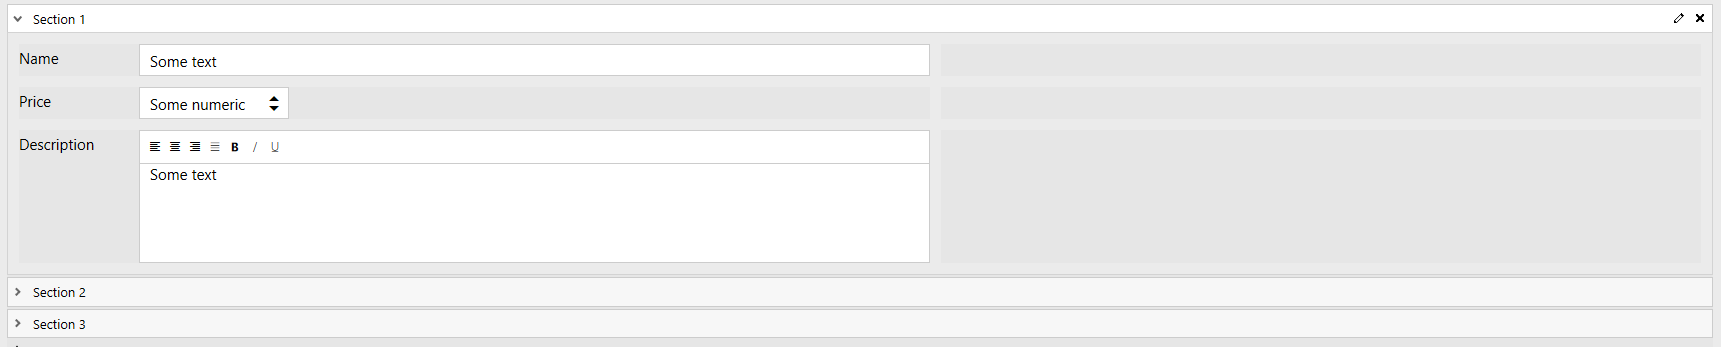 Section 1
Name
Some text
Price
Some numeric
Description
B I U
Some text
Section 2
Section 3